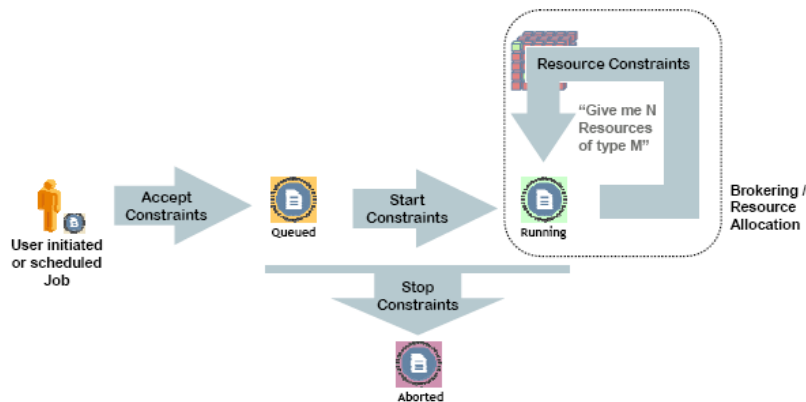 Resource Constraints
“Give me N
Resources
of type M”
Accept
Constraints
Start
Constraints
User initiated
or scheduled
Job
Queued
Running
Brokering /
Resource
Allocation
Stop
Constraints
Aborted